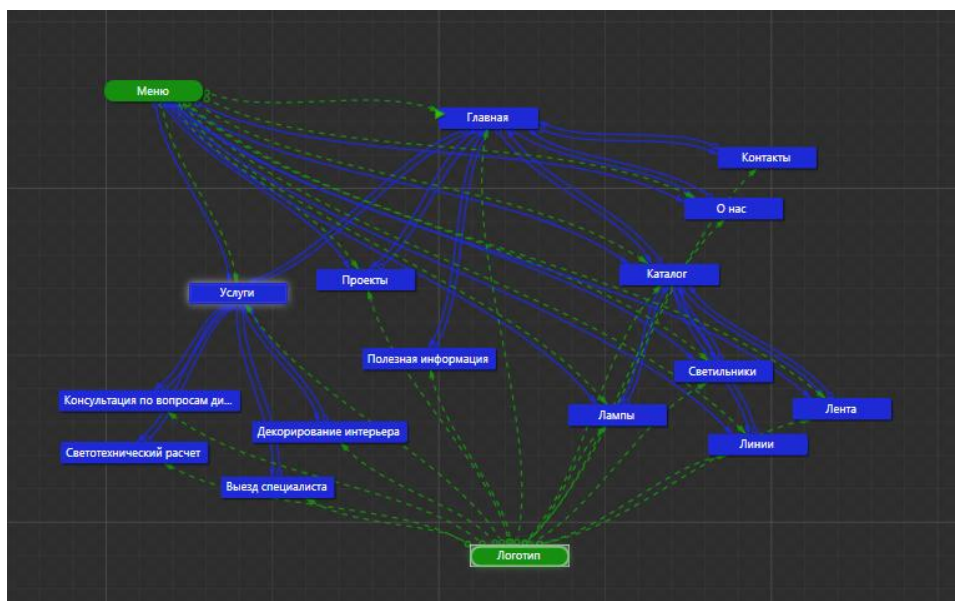 Меню
Главная
Контакты
О нас
Каталог
Проекты
Услуги
Полезная информация
Светильники
Консультация по вопросам ди...
Лента
Лампы
Декорирование интерьера
Линии
Светотехнический расчет
Выезд специалиста
Логотип